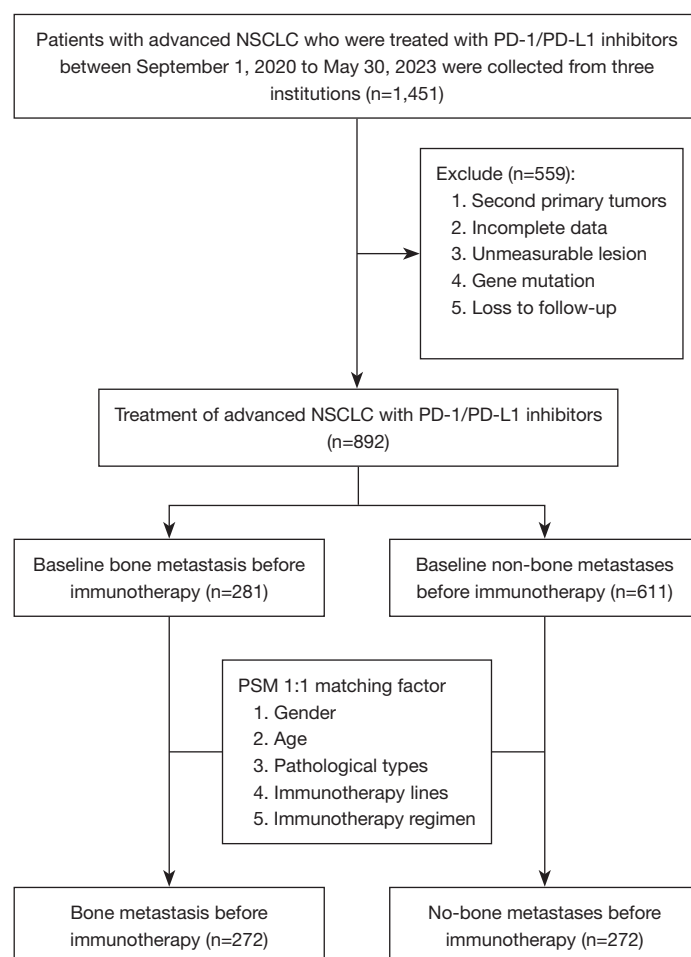 Patients with advanced NSCLC who were treated with PD-1/PD-L1 inhibitors
between September 1, 2020 to May 30, 2023 were collected from three
institutions (n=1,451)
Exclude (n=559):
1. Second primary tumors
2. Incomplete data
3. Unmeasurable lesion
4. Gene mutation
5. Loss to follow-up
Treatment of advanced NSCLC with PD-1/PD-L1 inhibitors
(n=892)
Baseline bone metastasis before
immunotherapy (n=281)
Baseline non-bone metastases
before immunotherapy (n=611)
PSM 1:1 matching factor
1. Gender
2. Age
3. Pathological types
4. Immunotherapy lines
5. Immunotherapy regimen
Bone metastasis before
immunotherapy (n=272)
No-bone metastases before
immunotherapy (n=272)